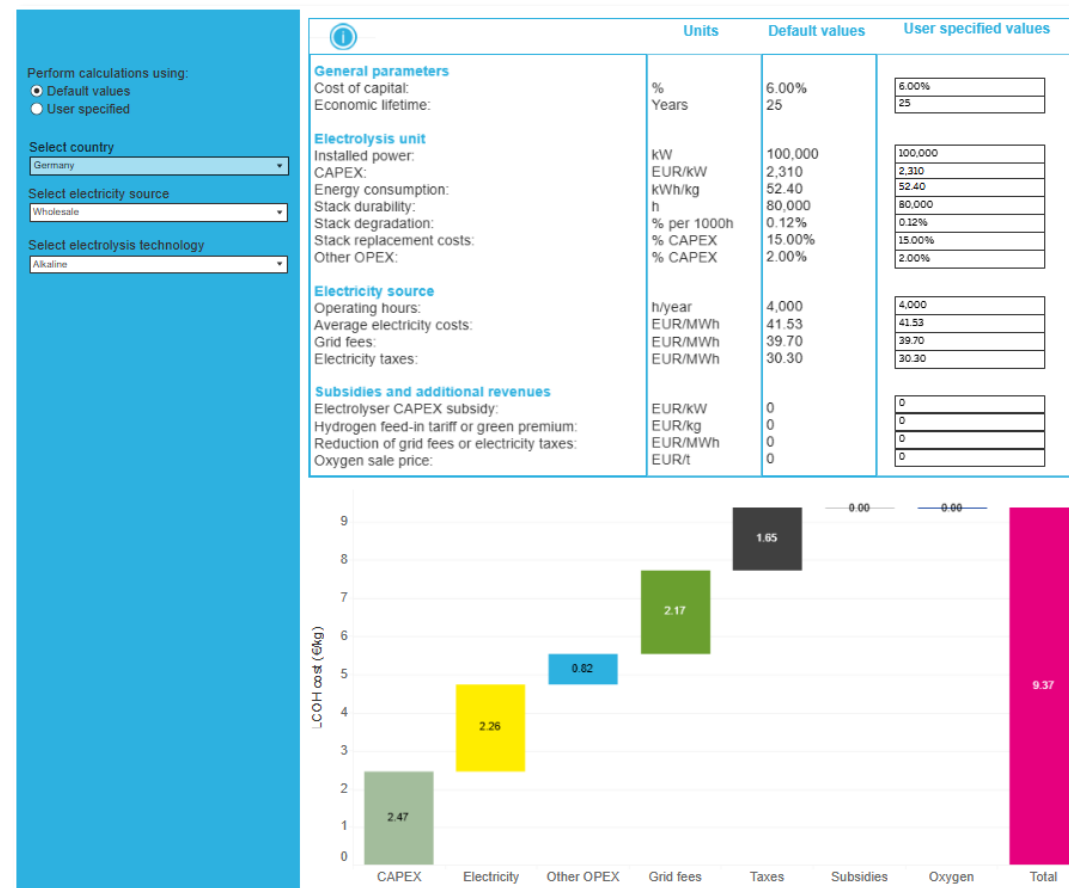 Perform calculations using:
Default values
User specified
Select country
Germany
Select electricity source
Wholesale
Select electrolysis technology
Alkaline
i Units Default values User specified values
General parameters
Cost of capital: % 6.00% 6.00%
Economic lifetime: Years 25 25
Electrolysis unit
Installed power: kW 100,000 100,000
CAPEX: EUR/kW 2,310 2,310
Energy consumption: kWh/kg 52.40 52.40
Stack durability: h 80,000 80,000
Stack degradation: % per 1000h 0.12% 0.12%
Stack replacement costs: % CAPEX 15.00% 15.00%
Other OPEX: % CAPEX 2.00% 2.00%
Electricity source
Operating hours: h/year 4,000 4,000
Average electricity costs: EUR/MWh 41.53 41.53
Grid fees: EUR/MWh 39.70 39.70
Electricity taxes: EUR/MWh 30.30 30.30
Subsidies and additional revenues
Electrolyser CAPEX subsidy: EUR/kW 0 0
Hydrogen feed-in tariff or green premium: EUR/kg 0 0
Reduction of grid fees or electricity taxes: EUR/MWh 0 0
Oxygen sale price: EUR/t 0 0
LCOH cost (€/kg)
9
8
7
6
5
4
3
2
1
0
2.47
2.26
0.82
2.17
1.65
0.00
0.00
9.37
CAPEX Electricity Other OPEX Grid fees Taxes Subsidies Oxygen Total